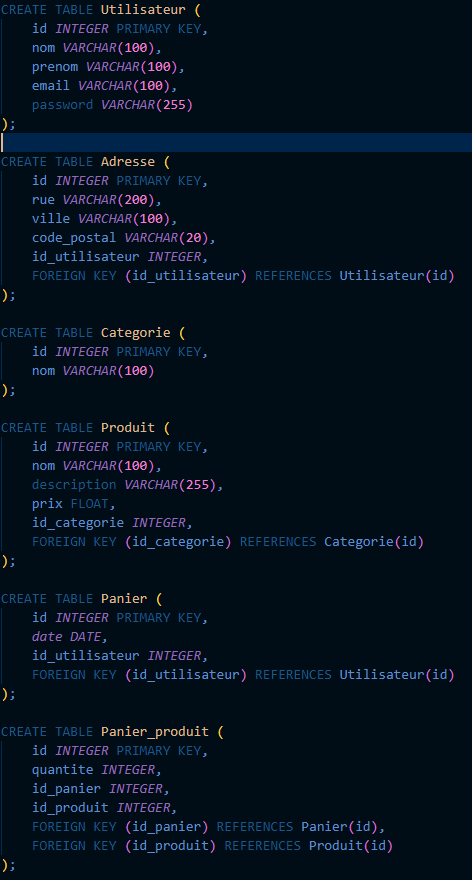 CREATE TABLE Utilisateur (
    id INTEGER PRIMARY KEY,
    nom VARCHAR(100),
    prenom VARCHAR(100),
    email VARCHAR(100),
    password VARCHAR(255)
);

CREATE TABLE Adresse (
    id INTEGER PRIMARY KEY,
    rue VARCHAR(200),
    ville VARCHAR(100),
    code_postal VARCHAR(20),
    id_utilisateur INTEGER,
    FOREIGN KEY (id_utilisateur) REFERENCES Utilisateur(id)
);

CREATE TABLE Categorie (
    id INTEGER PRIMARY KEY,
    nom VARCHAR(100)
);

CREATE TABLE Produit (
    id INTEGER PRIMARY KEY,
    nom VARCHAR(100),
    description VARCHAR(255),
    prix FLOAT,
    id_categorie INTEGER,
    FOREIGN KEY (id_categorie) REFERENCES Categorie(id)
);

CREATE TABLE Panier (
    id INTEGER PRIMARY KEY,
    date DATE,
    id_utilisateur INTEGER,
    FOREIGN KEY (id_utilisateur) REFERENCES Utilisateur(id)
);

CREATE TABLE Panier_produit (
    id INTEGER PRIMARY KEY,
    quantite INTEGER,
    id_panier INTEGER,
    id_produit INTEGER,
    FOREIGN KEY (id_panier) REFERENCES Panier(id),
    FOREIGN KEY (id_produit) REFERENCES Produit(id)
);